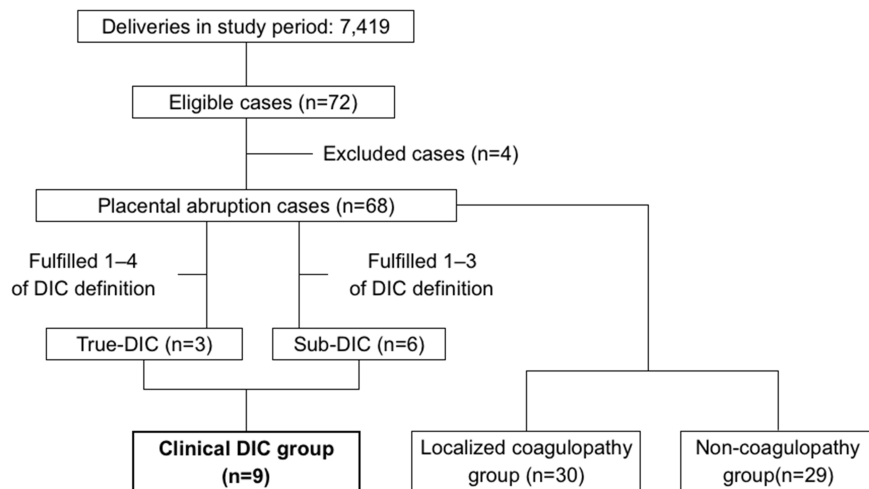 Deliveries in study period: 7,419
Eligible cases (n=72)
Excluded cases (n=4)
Placental abruption cases (n=68)
Fulfilled 1–4
of DIC definition
Fulfilled 1–3
of DIC definition
True-DIC (n=3)
Sub-DIC (n=6)
Clinical DIC group
(n=9)
Localized coagulopathy
group (n=30)
Non-coagulopathy
group(n=29)